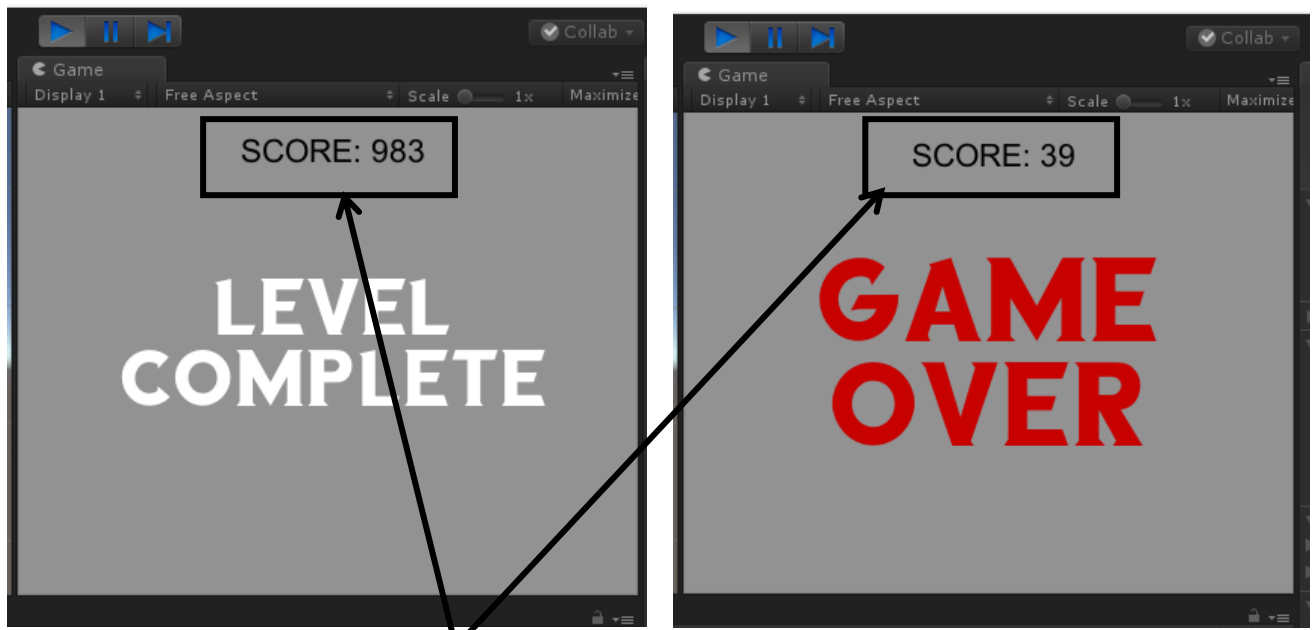 Collab
Game
Display 1 Free Aspect Scale 1x Maximize
SCORE: 983
LEVEL
COMPLETE
Collab
Game
Display 1 Free Aspect Scale 1x Maximize
SCORE: 39
GAME
OVER